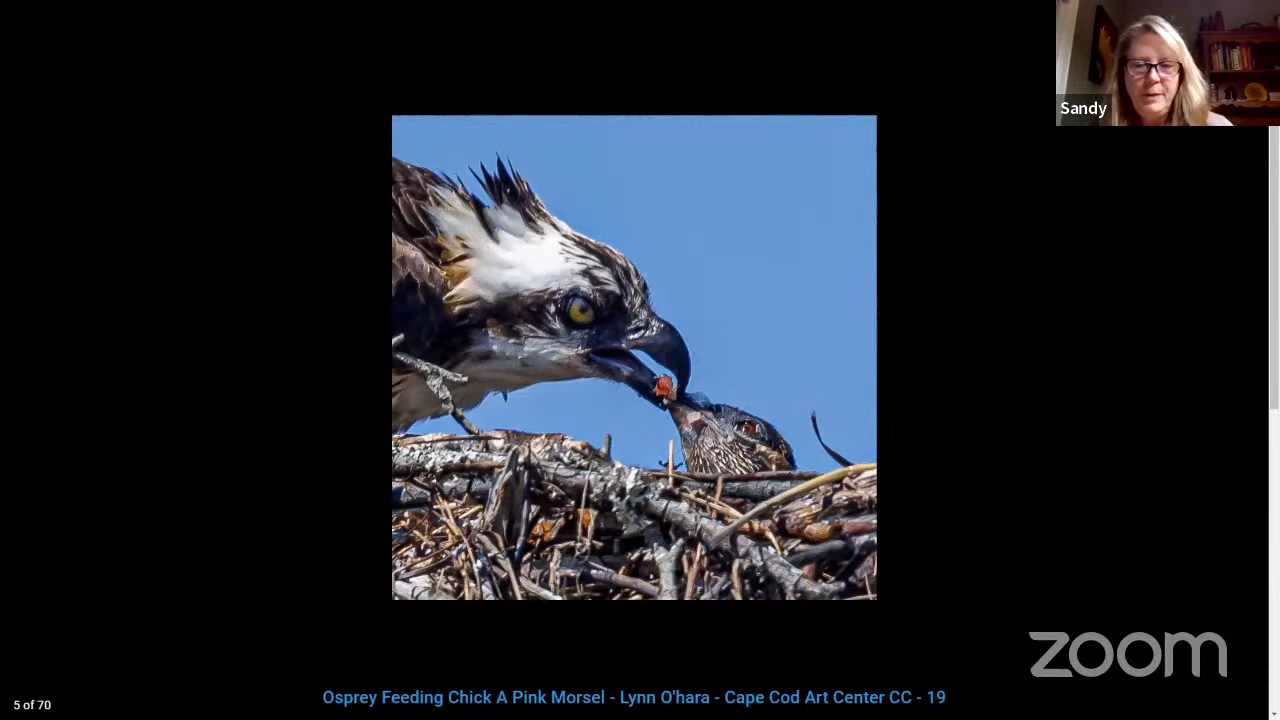 Sandy
zoom
Osprey Feeding Chick A Pink Morsel - Lynn O'hara - Cape Cod Art Center CC - 19
5 of 70